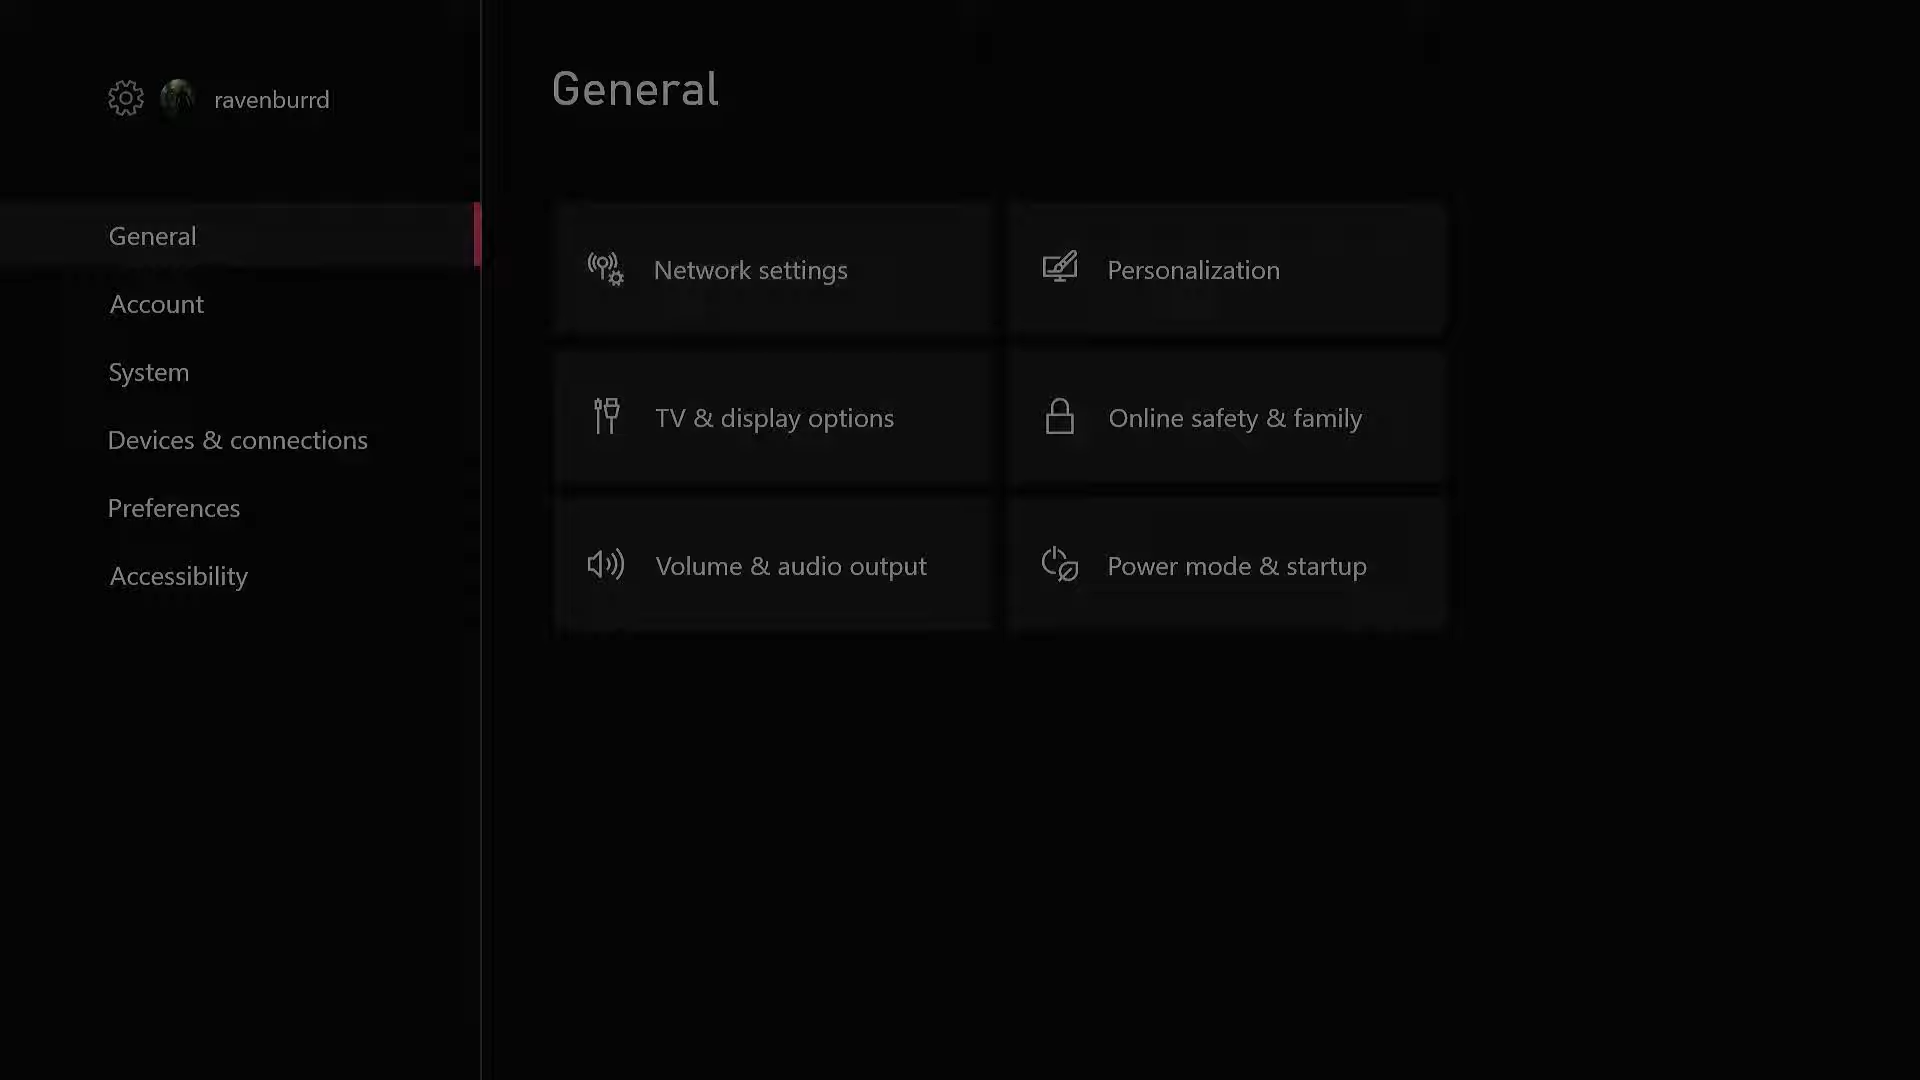 ravenburrd
General
Account
System
Devices & connections
Preferences
Accessibility
General
Network settings
Personalization
TV & display options
Online safety & family
Volume & audio output
Power mode & startup